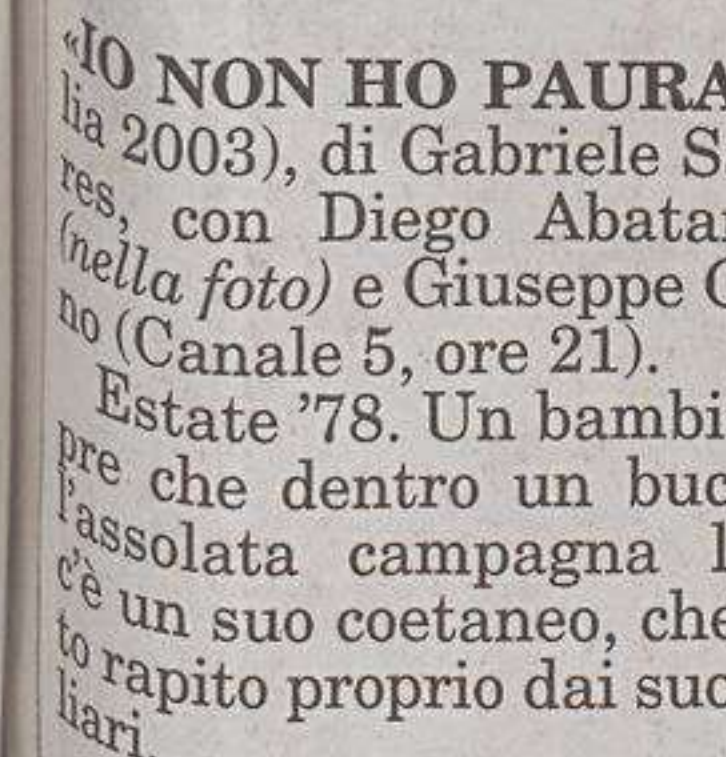 «IO NON HO PAURA
lia 2003), di Gabriele S
res, con Diego Abata
(nella foto) e Giuseppe C
no (Canale 5, ore 21).
Estate '78. Un bambi
pre che dentro un buc
l'assolata campagna l
c'è un suo coetaneo, che
to rapito proprio dai suo
liari.